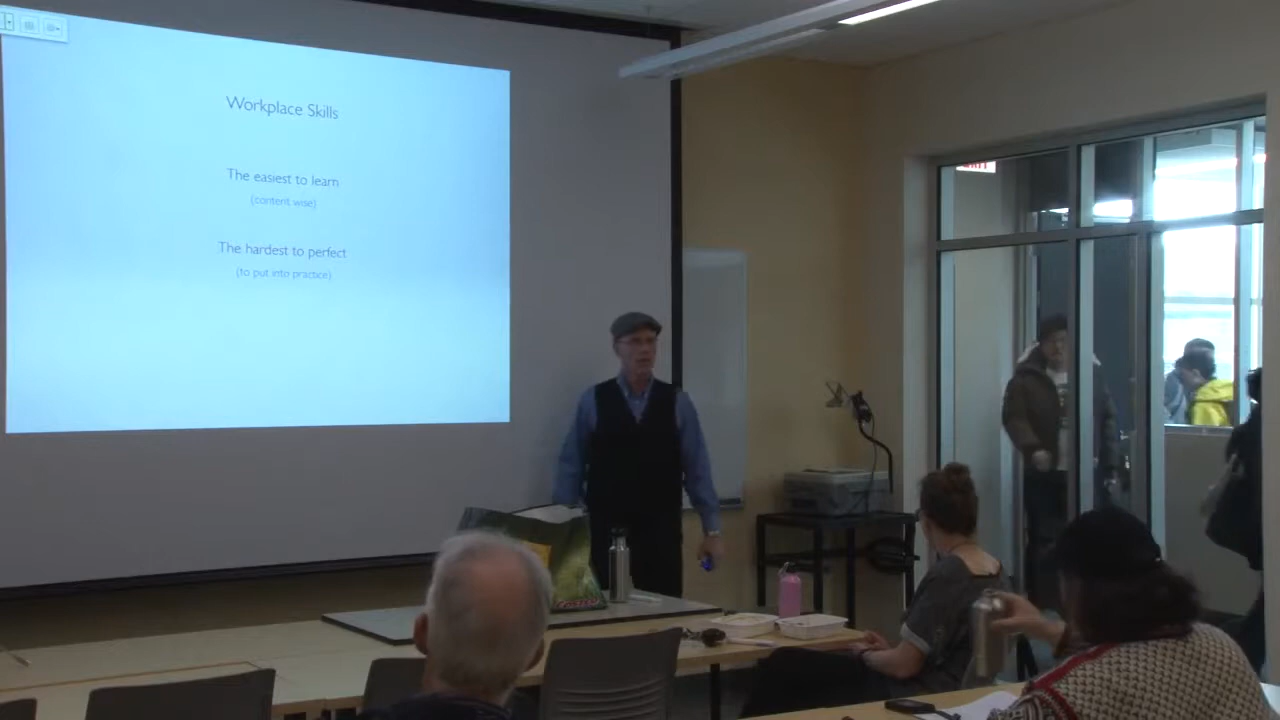 Workplace Skills
The easiest to learn
(content wise)
The hardest to perfect
(to put into practice)